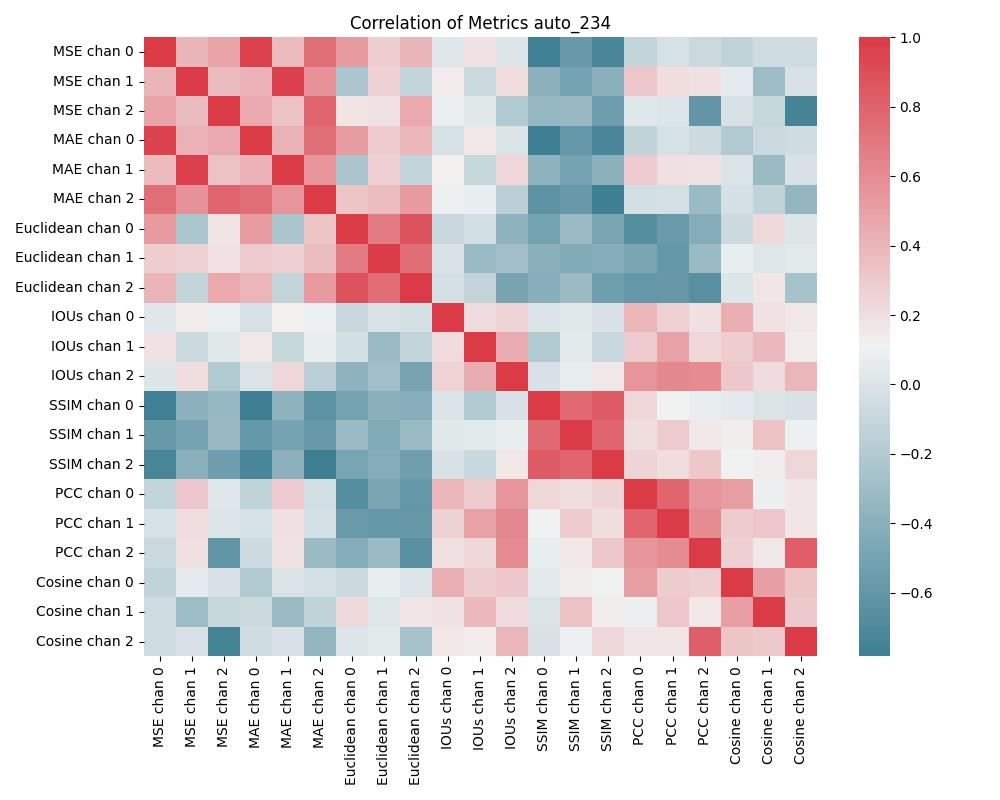 Correlation of Metrics auto_234
MSE chan 0
MSE chan 1
MSE chan 2
MAE chan 0
MAE chan 1
MAE chan 2
Euclidean chan 0
Euclidean chan 1
Euclidean chan 2
IOUs chan 0
IOUs chan 1
IOUs chan 2
SSIM chan 0
SSIM chan 1
SSIM chan 2
PCC chan 0
PCC chan 1
PCC chan 2
Cosine chan 0
Cosine chan 1
Cosine chan 2
MSE chan 0
MSE chan 1
MSE chan 2
MAE chan 0
MAE chan 1
MAE chan 2
Euclidean chan 0
Euclidean chan 1
Euclidean chan 2
IOUs chan 0
IOUs chan 1
IOUs chan 2
SSIM chan 0
SSIM chan 1
SSIM chan 2
PCC chan 0
PCC chan 1
PCC chan 2
Cosine chan 0
Cosine chan 1
Cosine chan 2
1.0
0.8
0.6
0.4
0.2
0.0
−0.2
−0.4
−0.6